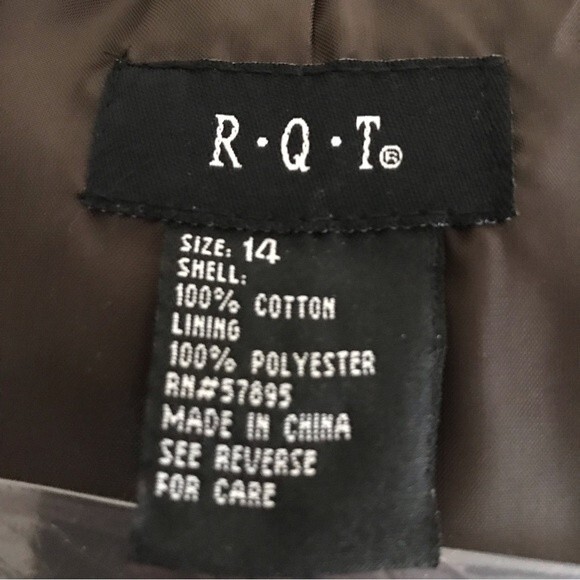 R·Q·T®
SIZE: 14
SHELL:
100% COTTON
LINING
100% POLYESTER
RN#57895
MADE IN CHINA
SEE REVERSE
FOR CARE